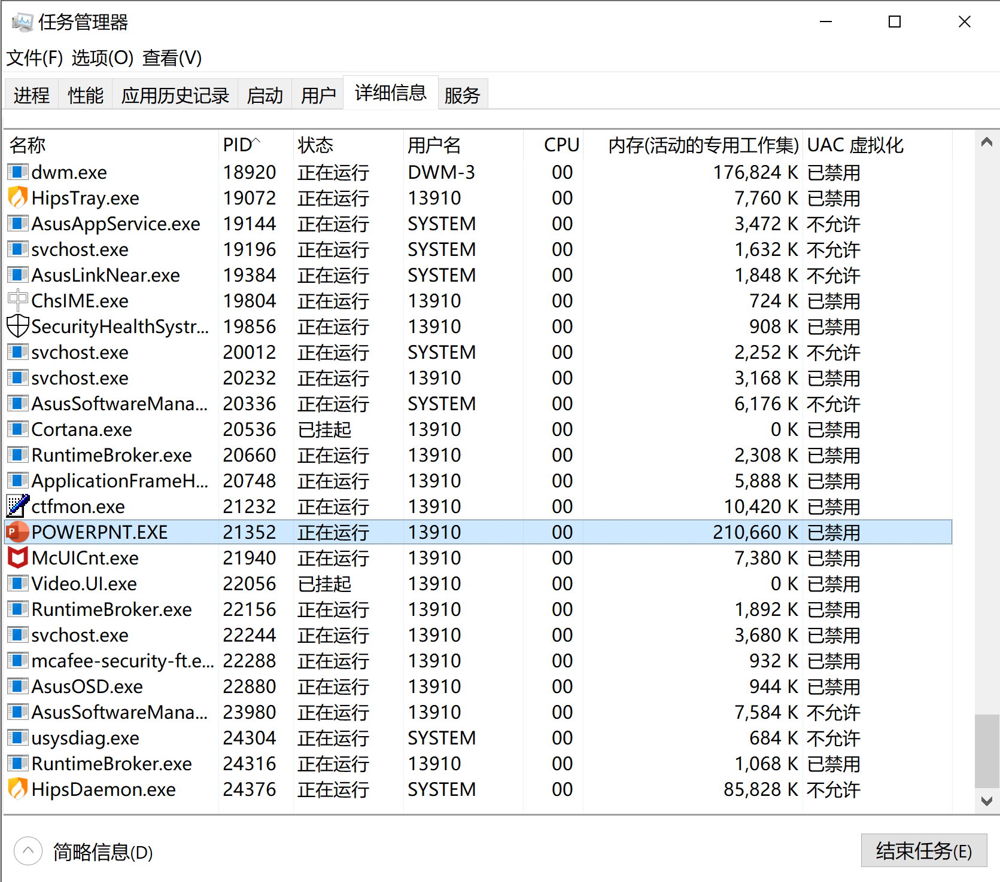 任务管理器
文件(F) 选项(O) 查看(V)
进程 性能 应用历史记录 启动 用户 详细信息 服务
名称 PID 状态 用户名 CPU 内存(活动的专用工作集) UAC 虚拟化
dwm.exe 18920 正在运行 DWM-3 00 176,824 K 已禁用
HipsTray.exe 19072 正在运行 13910 00 7,760 K 已禁用
AsusAppService.exe 19144 正在运行 SYSTEM 00 3,472 K 不允许
svchost.exe 19196 正在运行 SYSTEM 00 1,632 K 不允许
AsusLinkNear.exe 19384 正在运行 SYSTEM 00 1,848 K 不允许
ChsIME.exe 19804 正在运行 13910 00 724 K 已禁用
SecurityHealthSystr... 19856 正在运行 13910 00 908 K 已禁用
svchost.exe 20012 正在运行 SYSTEM 00 2,252 K 不允许
svchost.exe 20232 正在运行 13910 00 3,168 K 已禁用
AsusSoftwareMana... 20336 正在运行 SYSTEM 00 6,176 K 不允许
Cortana.exe 20536 已挂起 13910 00 0 K 已禁用
RuntimeBroker.exe 20660 正在运行 13910 00 2,308 K 已禁用
ApplicationFrameH... 20748 正在运行 13910 00 5,888 K 已禁用
ctfmon.exe 21232 正在运行 13910 00 10,420 K 已禁用
POWERPNT.EXE 21352 正在运行 13910 00 210,660 K 已禁用
McUICnt.exe 21940 正在运行 13910 00 7,380 K 已禁用
Video.UI.exe 22056 已挂起 13910 00 0 K 已禁用
RuntimeBroker.exe 22156 正在运行 13910 00 1,892 K 已禁用
svchost.exe 22244 正在运行 13910 00 3,680 K 已禁用
mcafee-security-ft.e... 22288 正在运行 13910 00 932 K 已禁用
AsusOSD.exe 22880 正在运行 13910 00 944 K 已禁用
AsusSoftwareMana... 23980 正在运行 13910 00 7,584 K 不允许
usysdiag.exe 24304 正在运行 SYSTEM 00 684 K 不允许
RuntimeBroker.exe 24316 正在运行 13910 00 1,068 K 已禁用
HipsDaemon.exe 24376 正在运行 SYSTEM 00 85,828 K 不允许
简略信息(D) 结束任务(E)